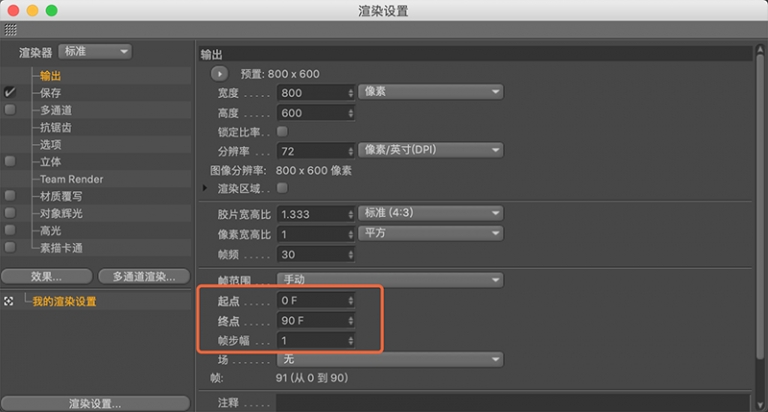 渲染设置
渲染器 标准
输出
保存
多通道
抗锯齿
选项
立体
Team Render
材质覆写
对象辉光
高光
素描卡通
效果... 多通道渲染...
我的渲染设置
渲染设置...
输出
预置: 800 x 600
宽度 ..... 800 像素
高度 ..... 600
锁定比率..
分辨率 .... 72 像素/英寸(DPI)
图像分辨率: 800 x 600 像素
渲染区域..
胶片宽高比 1.333 标准 (4:3)
像素宽高比 1 平方
帧频 ..... 30
帧范围 .... 手动
起点 ..... 0 F
终点 ..... 90 F
帧步幅 ... 1
场 ...... 无
帧: 91 (从 0 到 90)
注释 .....